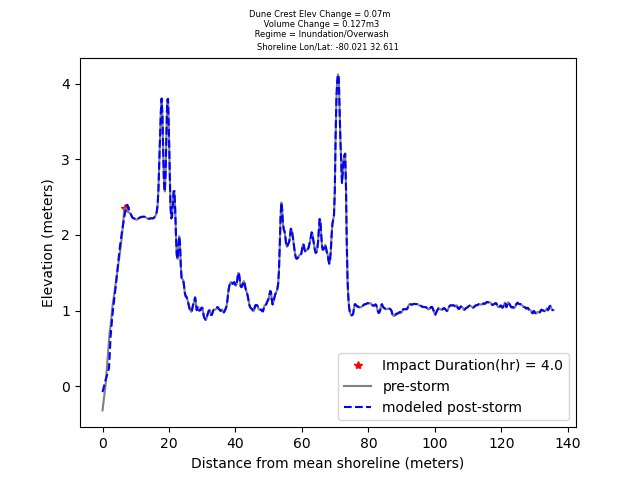 Dune Crest Elev Change = 0.07m
Volume Change = 0.127m3
Regime = Inundation/Overwash
Shoreline Lon/Lat: -80.021 32.611
Elevation (meters)
4
3
2
1
0
Impact Duration(hr) = 4.0
pre-storm
modeled post-storm
0 20 40 60 80 100 120 140
Distance from mean shoreline (meters)